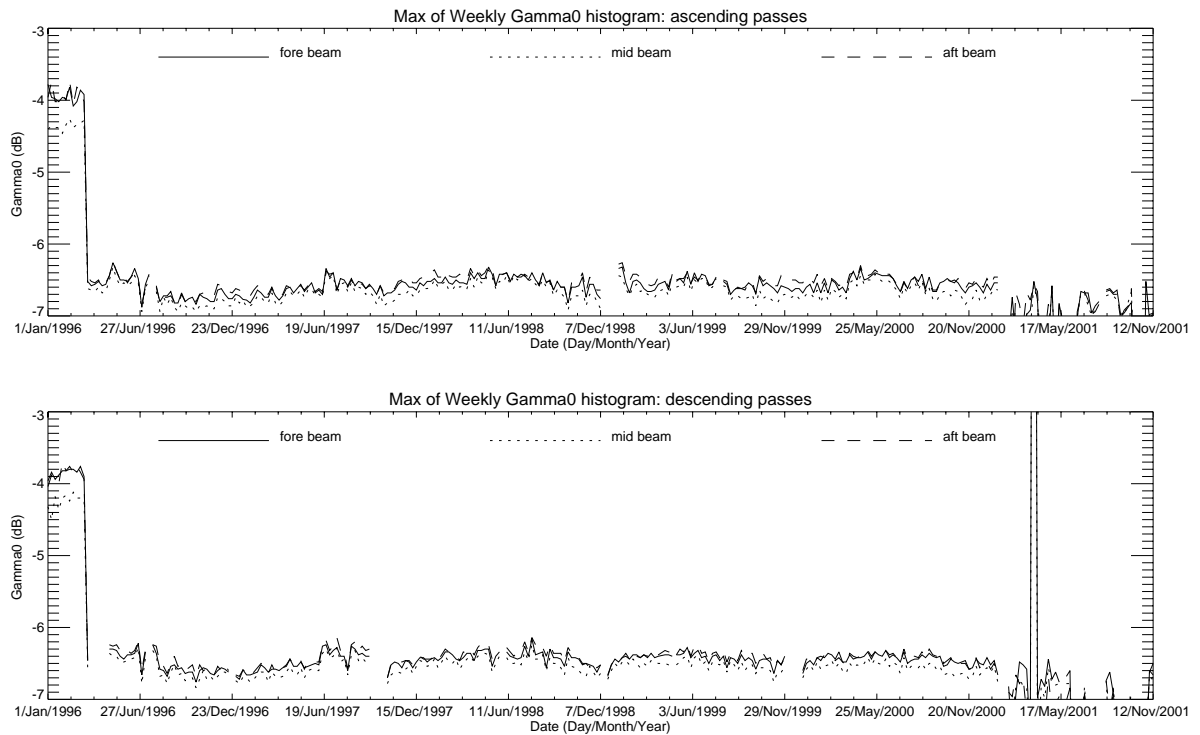 Max of Weekly Gamma0 histogram: ascending passes
-3
fore beam mid beam aft beam
-4
-5
-6
-7
Gamma0 (dB)
1/Jan/1996 27/Jun/1996 23/Dec/1996 19/Jun/1997 15/Dec/1997 11/Jun/1998 7/Dec/1998 3/Jun/1999 29/Nov/1999 25/May/2000 20/Nov/2000 17/May/2001 12/Nov/2001
Date (Day/Month/Year)
Max of Weekly Gamma0 histogram: descending passes
-3
fore beam mid beam aft beam
-4
-5
-6
-7
Gamma0 (dB)
1/Jan/1996 27/Jun/1996 23/Dec/1996 19/Jun/1997 15/Dec/1997 11/Jun/1998 7/Dec/1998 3/Jun/1999 29/Nov/1999 25/May/2000 20/Nov/2000 17/May/2001 12/Nov/2001
Date (Day/Month/Year)